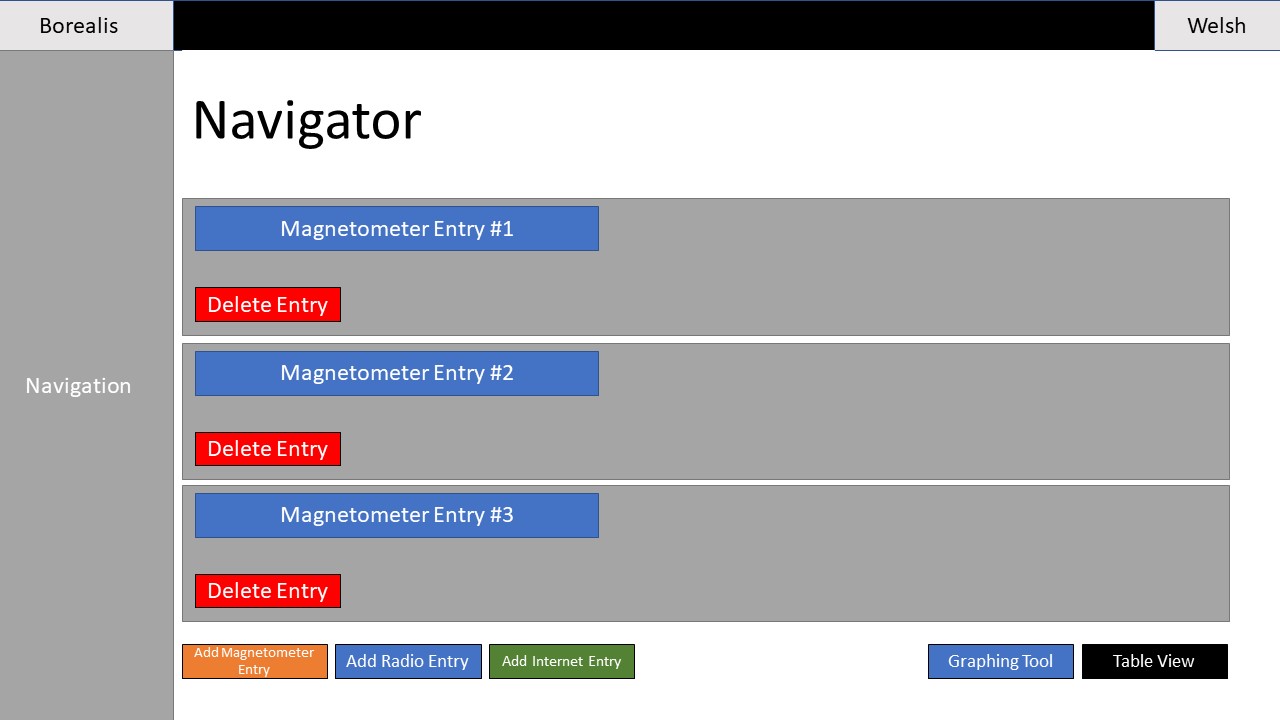 Borealis
Welsh
Navigator
Navigation
Magnetometer Entry #1
Delete Entry
Magnetometer Entry #2
Delete Entry
Magnetometer Entry #3
Delete Entry
Add Magnetometer
Entry
Add Radio Entry
Add Internet Entry
Graphing Tool
Table View